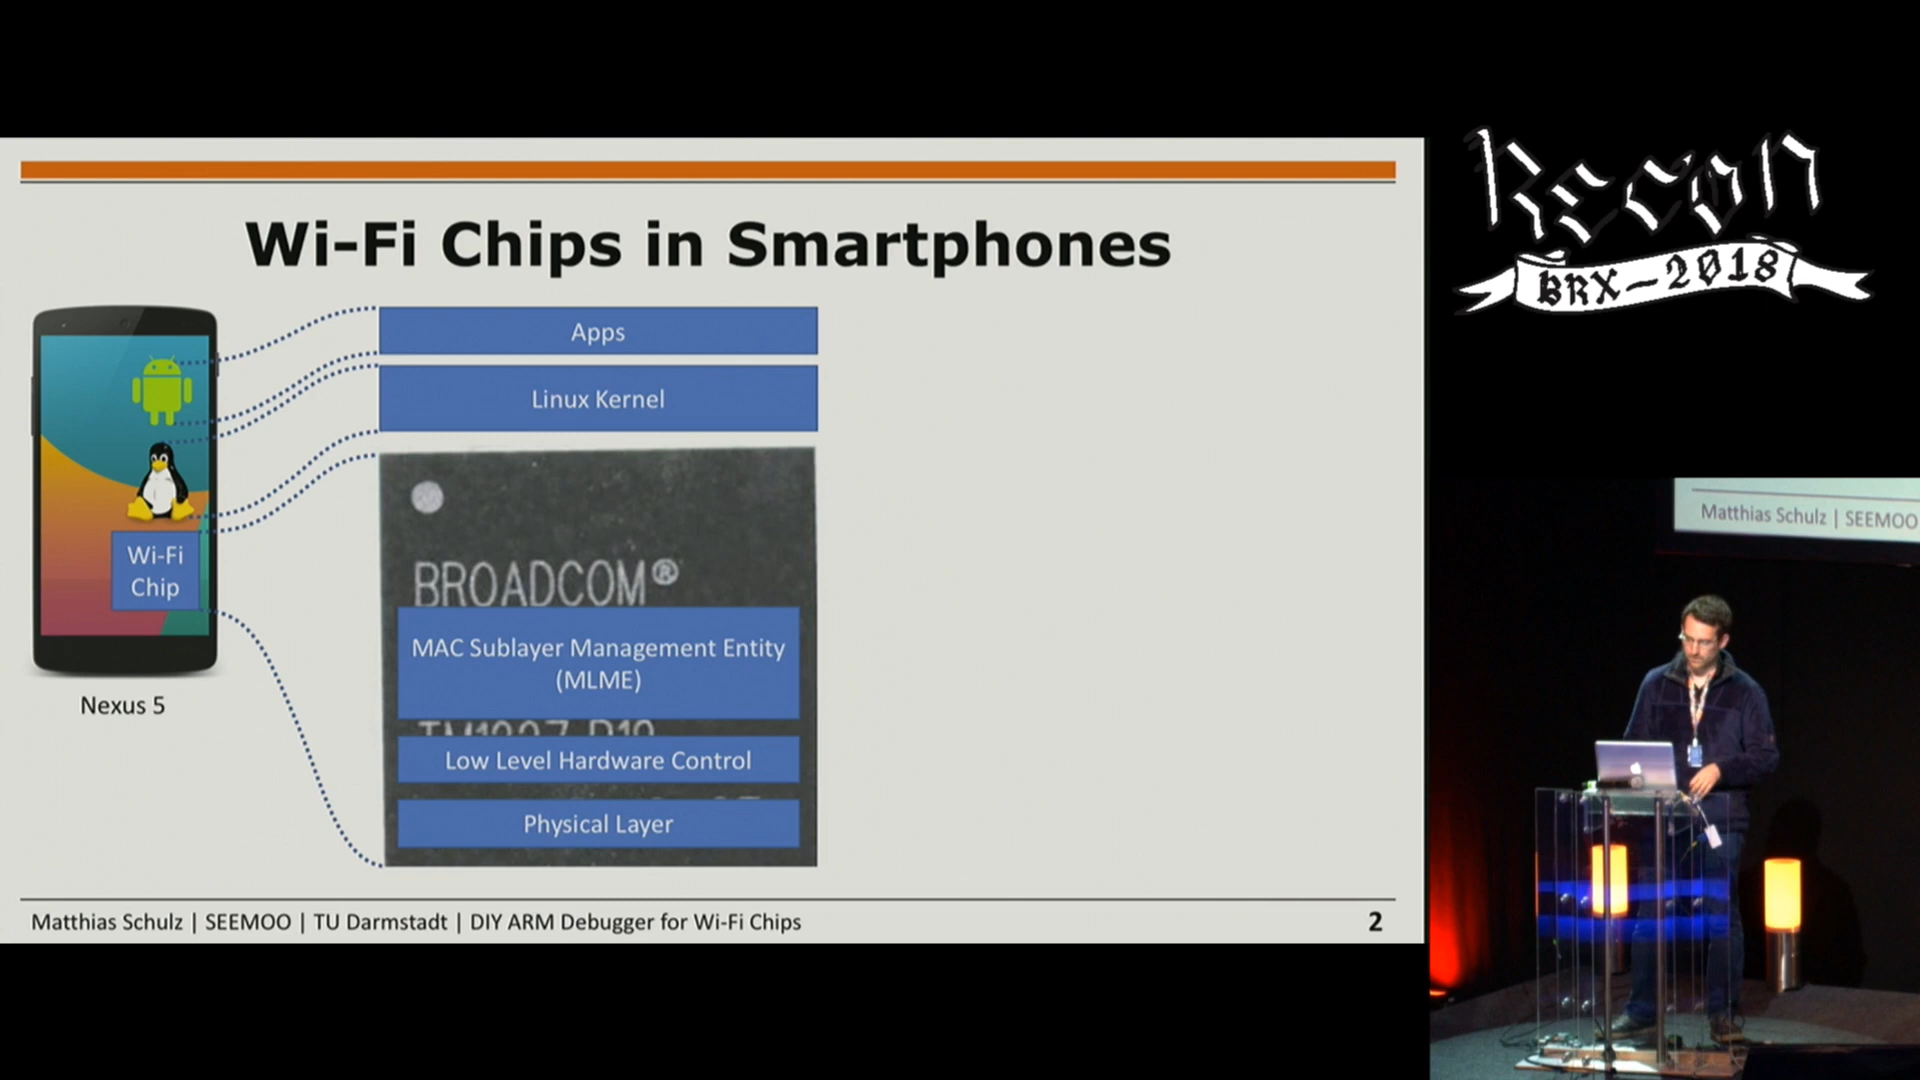 Wi-Fi Chips in Smartphones
Apps
Linux Kernel
Wi-Fi
Chip
Nexus 5
BROADCOM®
MAC Sublayer Management Entity
(MLME)
Low Level Hardware Control
Physical Layer
Matthias Schulz | SEEMOO | TU Darmstadt | DIY ARM Debugger for Wi-Fi Chips
2
Recon
BRX-2018
Matthias Schulz | SEEMOO